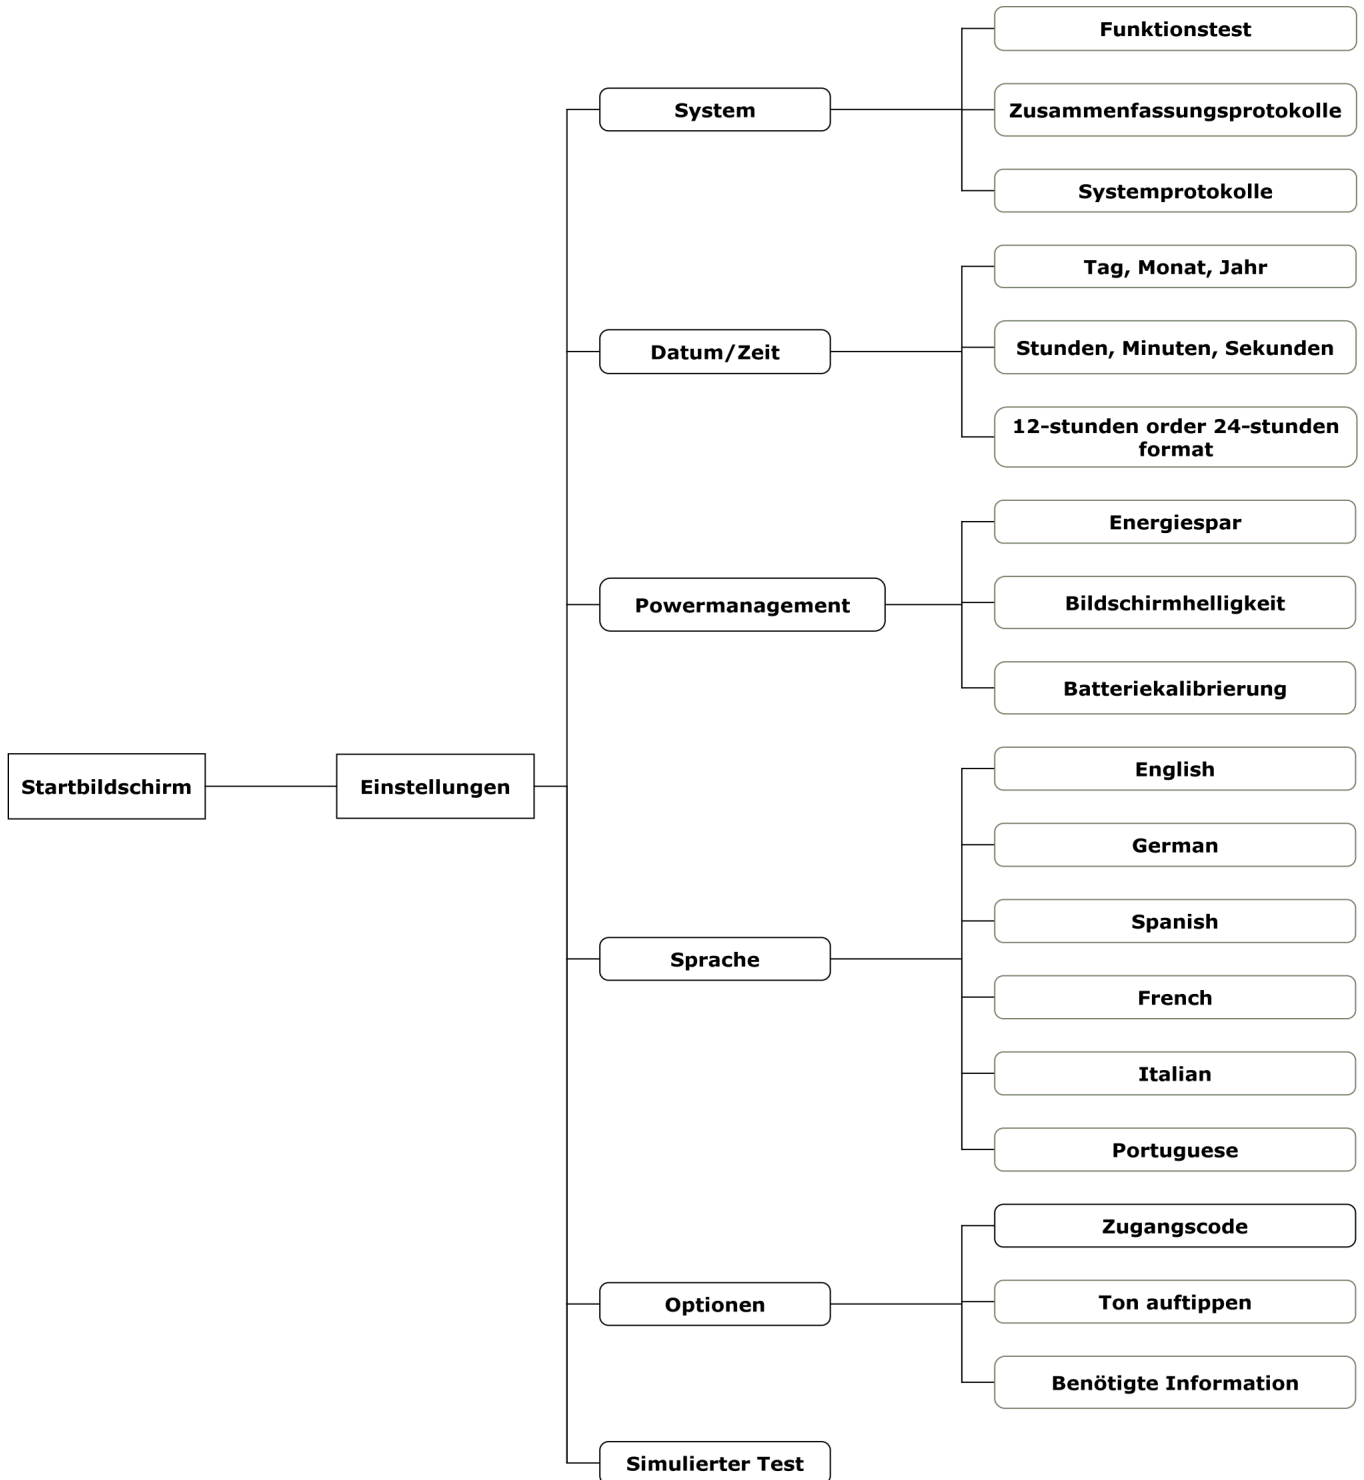 Startbildschirm
Einstellungen
System
Funktionstest
Zusammenfassungsprotokolle
Systemprotokolle
Datum/Zeit
Tag, Monat, Jahr
Stunden, Minuten, Sekunden
12-stunden order 24-stunden
format
Powermanagement
Energiespar
Bildschirmhelligkeit
Batteriekalibrierung
Sprache
English
German
Spanish
French
Italian
Portuguese
Optionen
Zugangscode
Ton auftippen
Benötigte Information
Simulierter Test